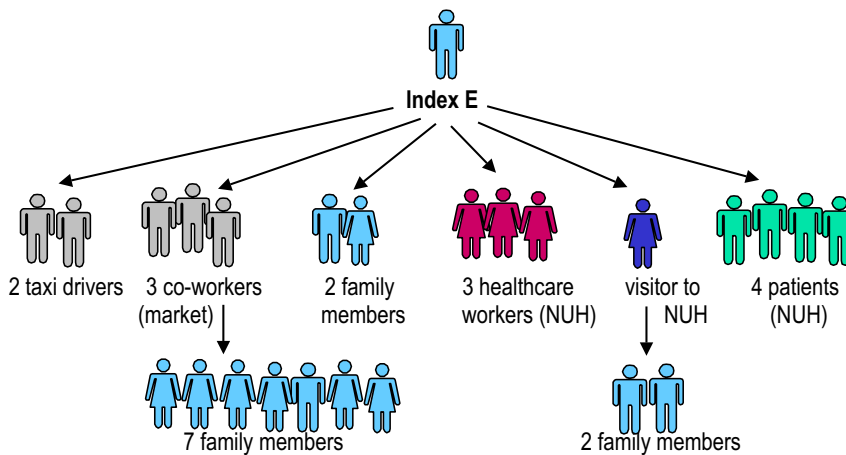 Index E
2 taxi drivers
3 co-workers
(market)
2 family
members
3 healthcare
workers (NUH)
visitor to
NUH
4 patients
(NUH)
7 family members
2 family members